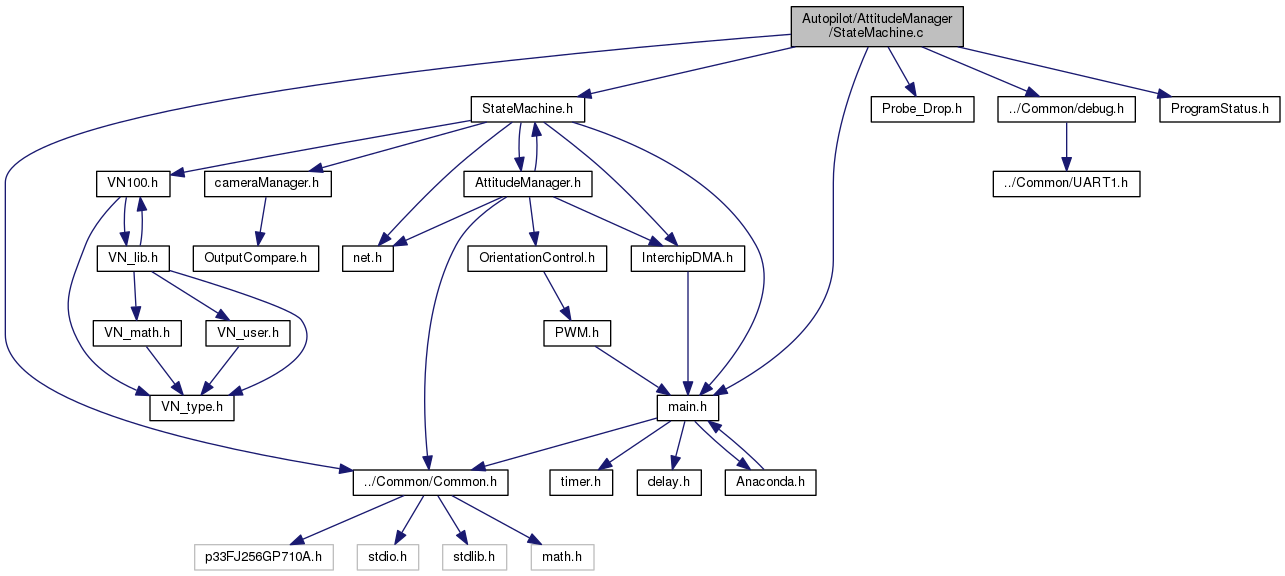 Autopilot/AttitudeManager
/StateMachine.c
StateMachine.h
Probe_Drop.h
../Common/debug.h
ProgramStatus.h
VN100.h
cameraManager.h
AttitudeManager.h
../Common/UART1.h
VN_lib.h
OutputCompare.h
net.h
OrientationControl.h
InterchipDMA.h
VN_math.h
VN_user.h
PWM.h
VN_type.h
main.h
../Common/Common.h
timer.h
delay.h
Anaconda.h
p33FJ256GP710A.h
stdio.h
stdlib.h
math.h